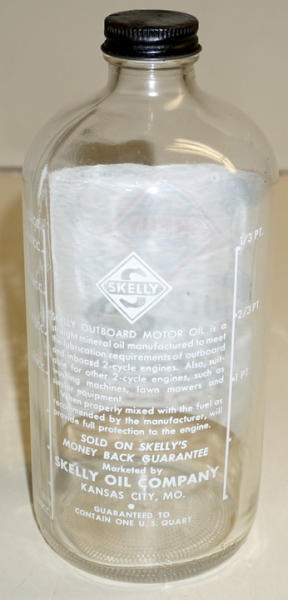 SKELLY
SKELLY OUTBOARD MOTOR OIL is a
straight mineral oil manufactured to meet
the lubrication requirements of outboard
and inboard 2-cycle engines. Also, suit-
able for other 2-cycle engines, such as
washing machines, lawn mowers and
similar equipment.
When properly mixed with the fuel as
recommended by the manufacturer, will
provide full protection to the engine.
SOLD ON SKELLY'S
MONEY BACK GUARANTEE
Marketed by
SKELLY OIL COMPANY
KANSAS CITY, MO.
GUARANTEED TO
CONTAIN ONE U.S. QUART
1/3 PT.
2/3 PT.
1 PT.